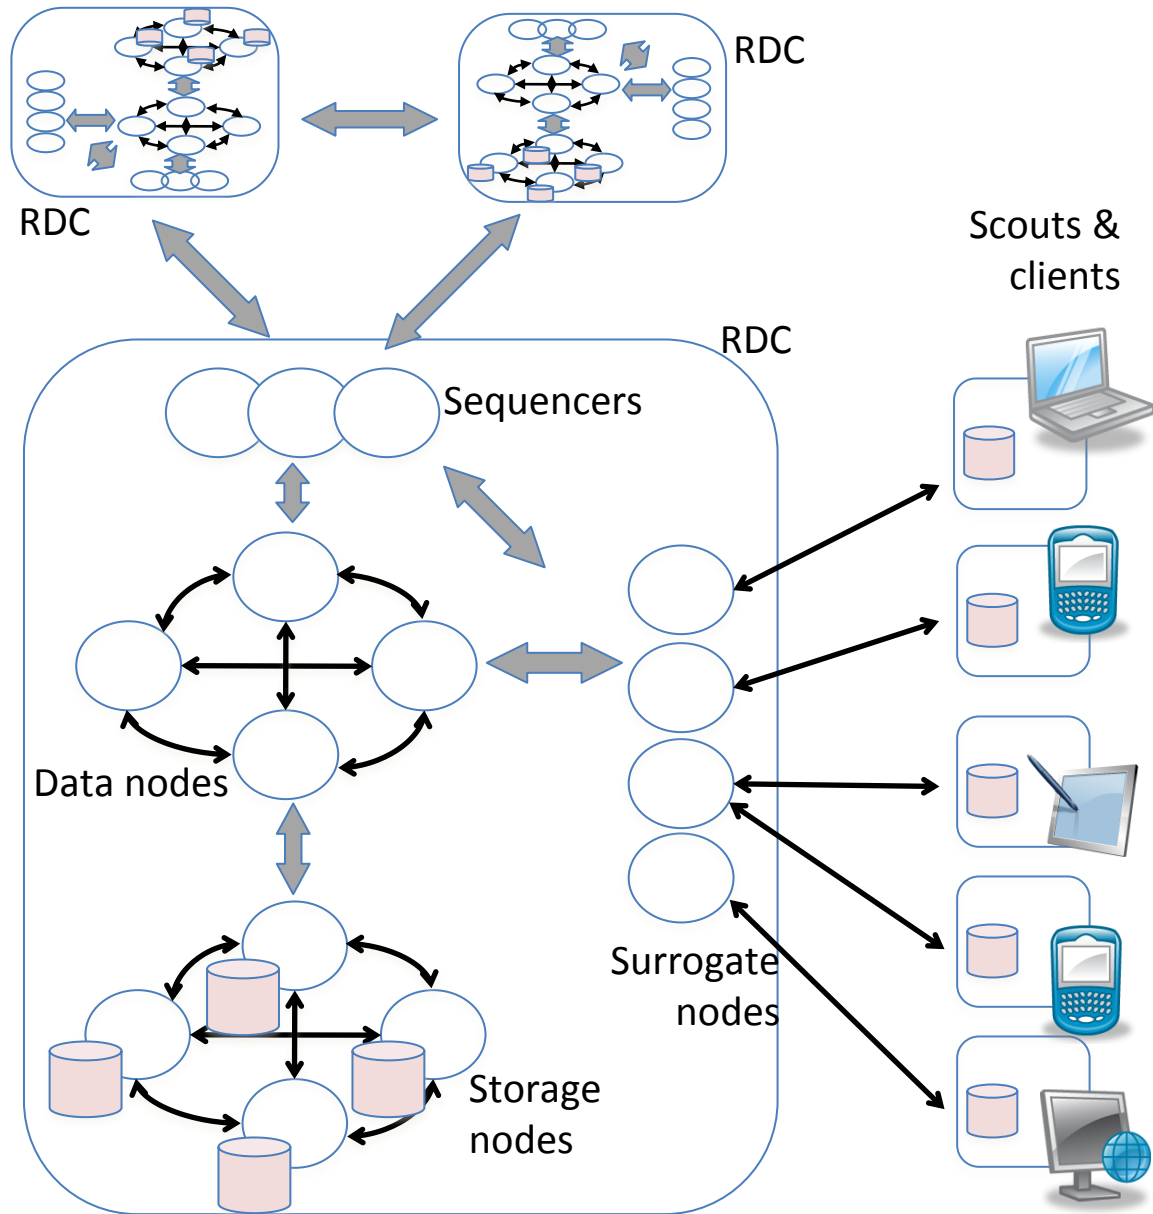 RDC
RDC
Scouts &
clients
RDC
Sequencers
Data nodes
Surrogate
nodes
Storage
nodes